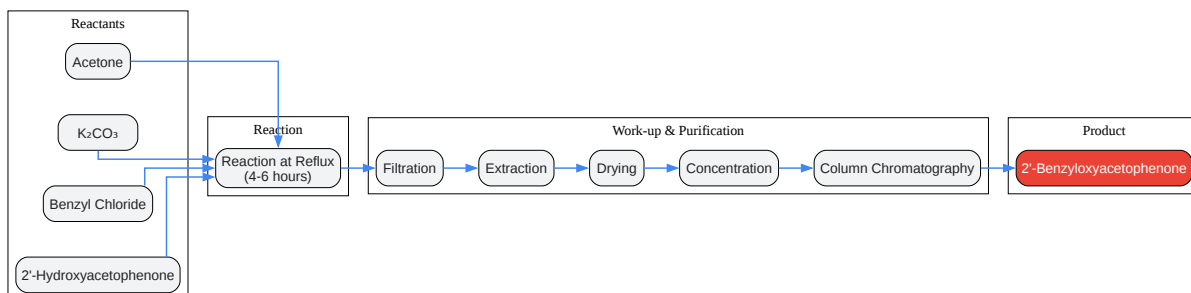 Reactants
Acetone
K₂CO₃
Benzyl Chloride
2'-Hydroxyacetophenone
Reaction
Reaction at Reflux
(4-6 hours)
Work-up & Purification
Filtration
Extraction
Drying
Concentration
Column Chromatography
Product
2'-Benzyloxyacetophenone